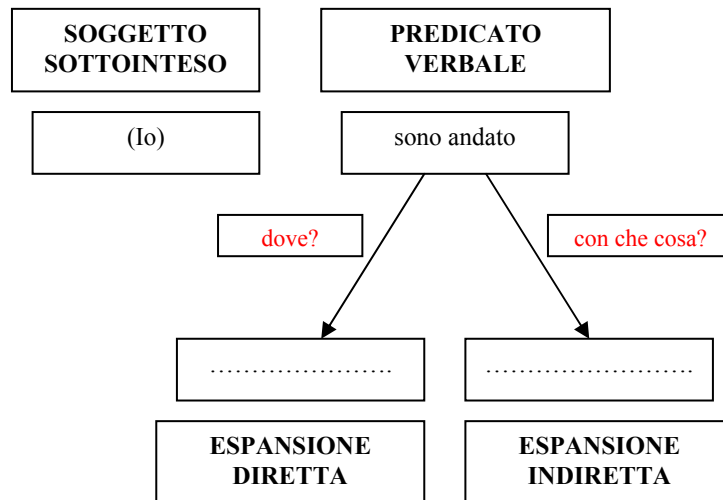 SOGGETTO
SOTTOINTESO
PREDICATO
VERBALE
(Io)
sono andato
dove?
con che cosa?
………………….
……………………….
ESPANSIONE
DIRETTA
ESPANSIONE
INDIRETTA